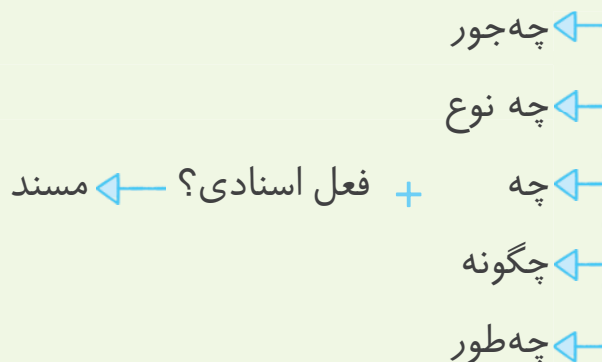 چه‌جور
چه نوع
چه + فعل اسنادی؟ مسند
چگونه
چه‌طور